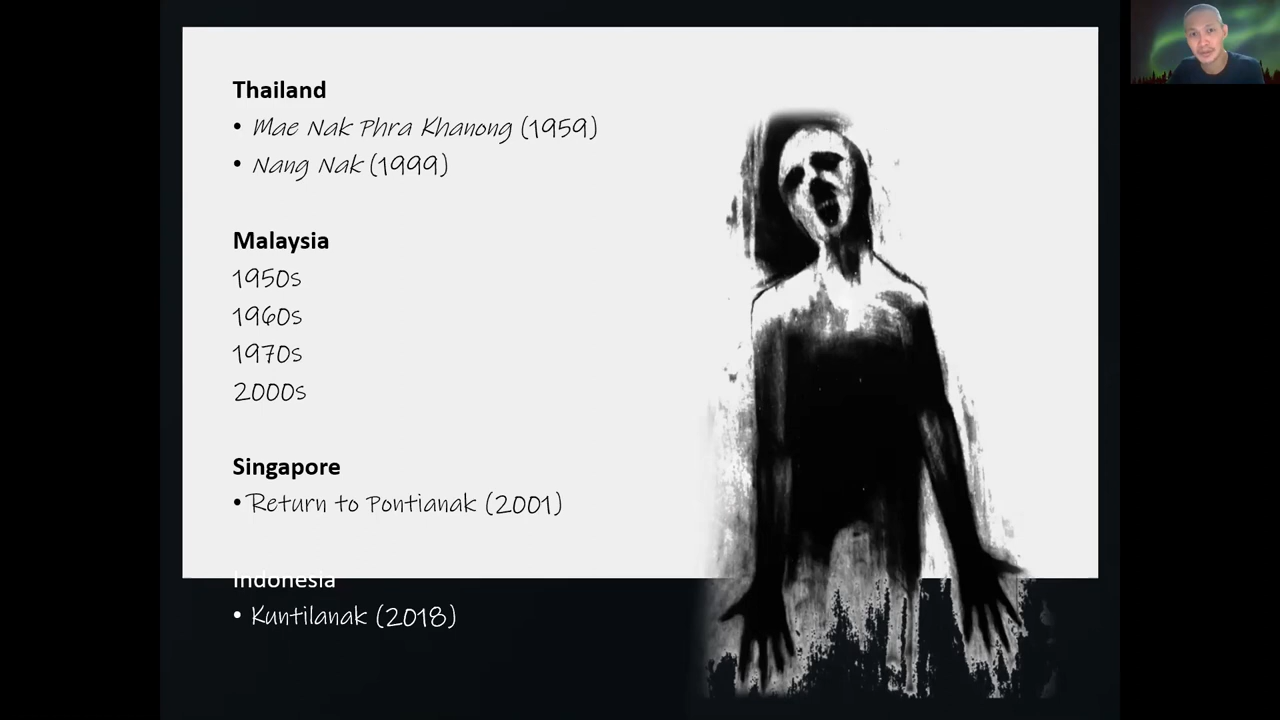 Thailand
• Mae Nak Phra Khanong (1959)
• Nang Nak (1999)
Malaysia
1950s
1960s
1970s
2000s
Singapore
• Return to Pontianak (2001)
Indonesia
• Kuntilanak (2018)